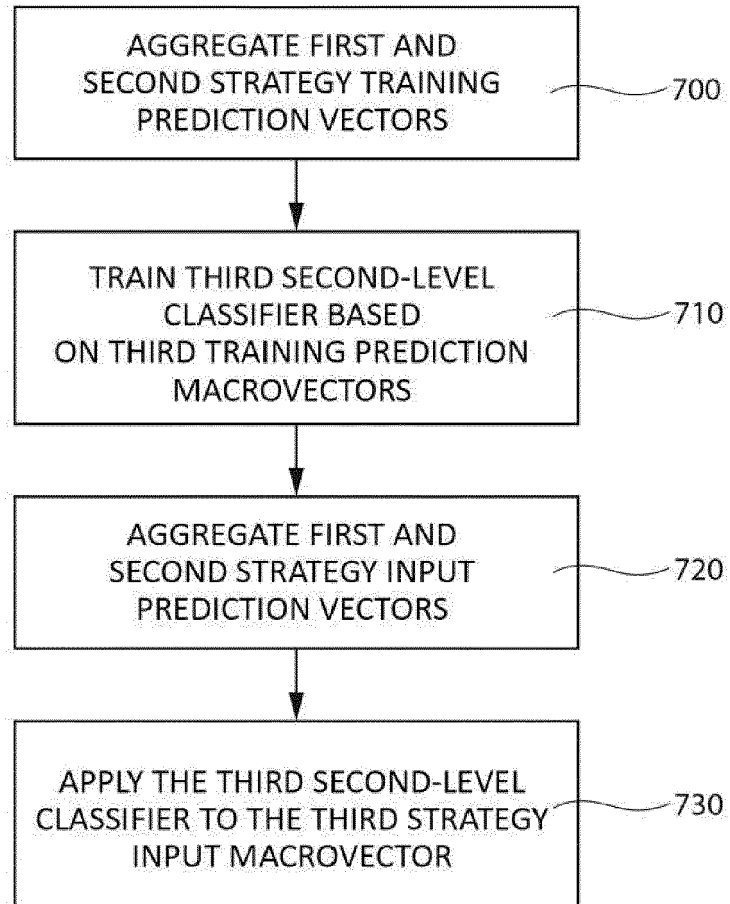 AGGREGATE FIRST AND
SECOND STRATEGY TRAINING
PREDICTION VECTORS
700
TRAIN THIRD SECOND-LEVEL
CLASSIFIER BASED
ON THIRD TRAINING PREDICTION
MACROVECTORS
710
AGGREGATE FIRST AND
SECOND STRATEGY INPUT
PREDICTION VECTORS
720
APPLY THE THIRD SECOND-LEVEL
CLASSIFIER TO THE THIRD STRATEGY
INPUT MACROVECTOR
730